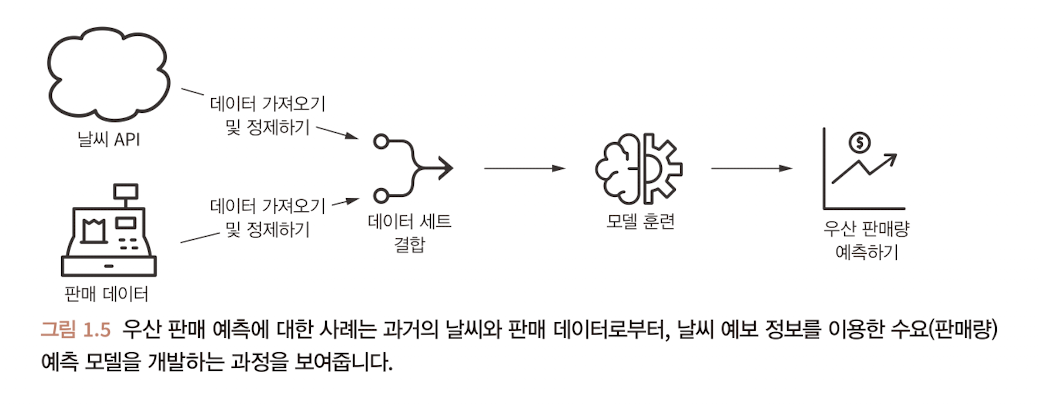 날씨 API
데이터 가져오기
및 정제하기
판매 데이터
데이터 가져오기
및 정제하기
데이터 세트
결합
모델 훈련
$
우산 판매량
예측하기
그림 1.5 우산 판매 예측에 대한 사례는 과거의 날씨와 판매 데이터로부터, 날씨 예보 정보를 이용한 수요(판매량)
예측 모델을 개발하는 과정을 보여줍니다.